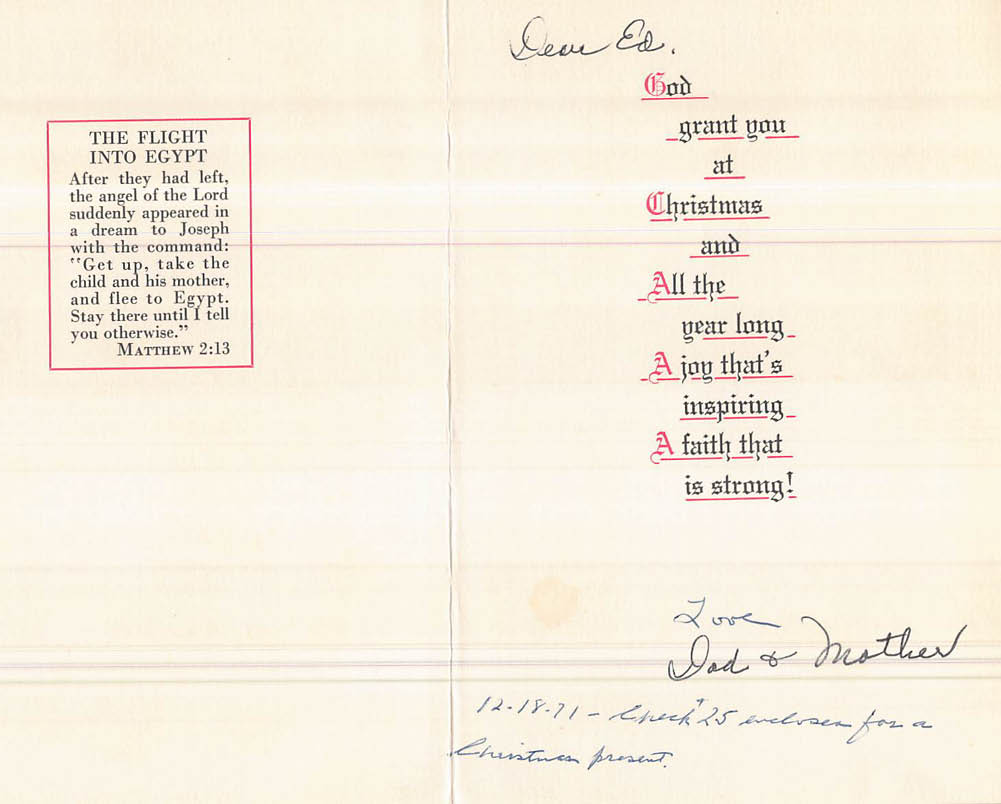 THE FLIGHT
INTO EGYPT
After they had left,
the angel of the Lord
suddenly appeared in
a dream to Joseph
with the command:
"Get up, take the
child and his mother,
and flee to Egypt.
Stay there until I tell
you otherwise."
MATTHEW 2:13
Dear Ed.
God
grant you
at
Christmas
and
All the
year long
A joy that's
inspiring
A faith that
is strong!
Love
Dad & Mother
12-18-71 - Check $25 enclosed for a
Christmas present.